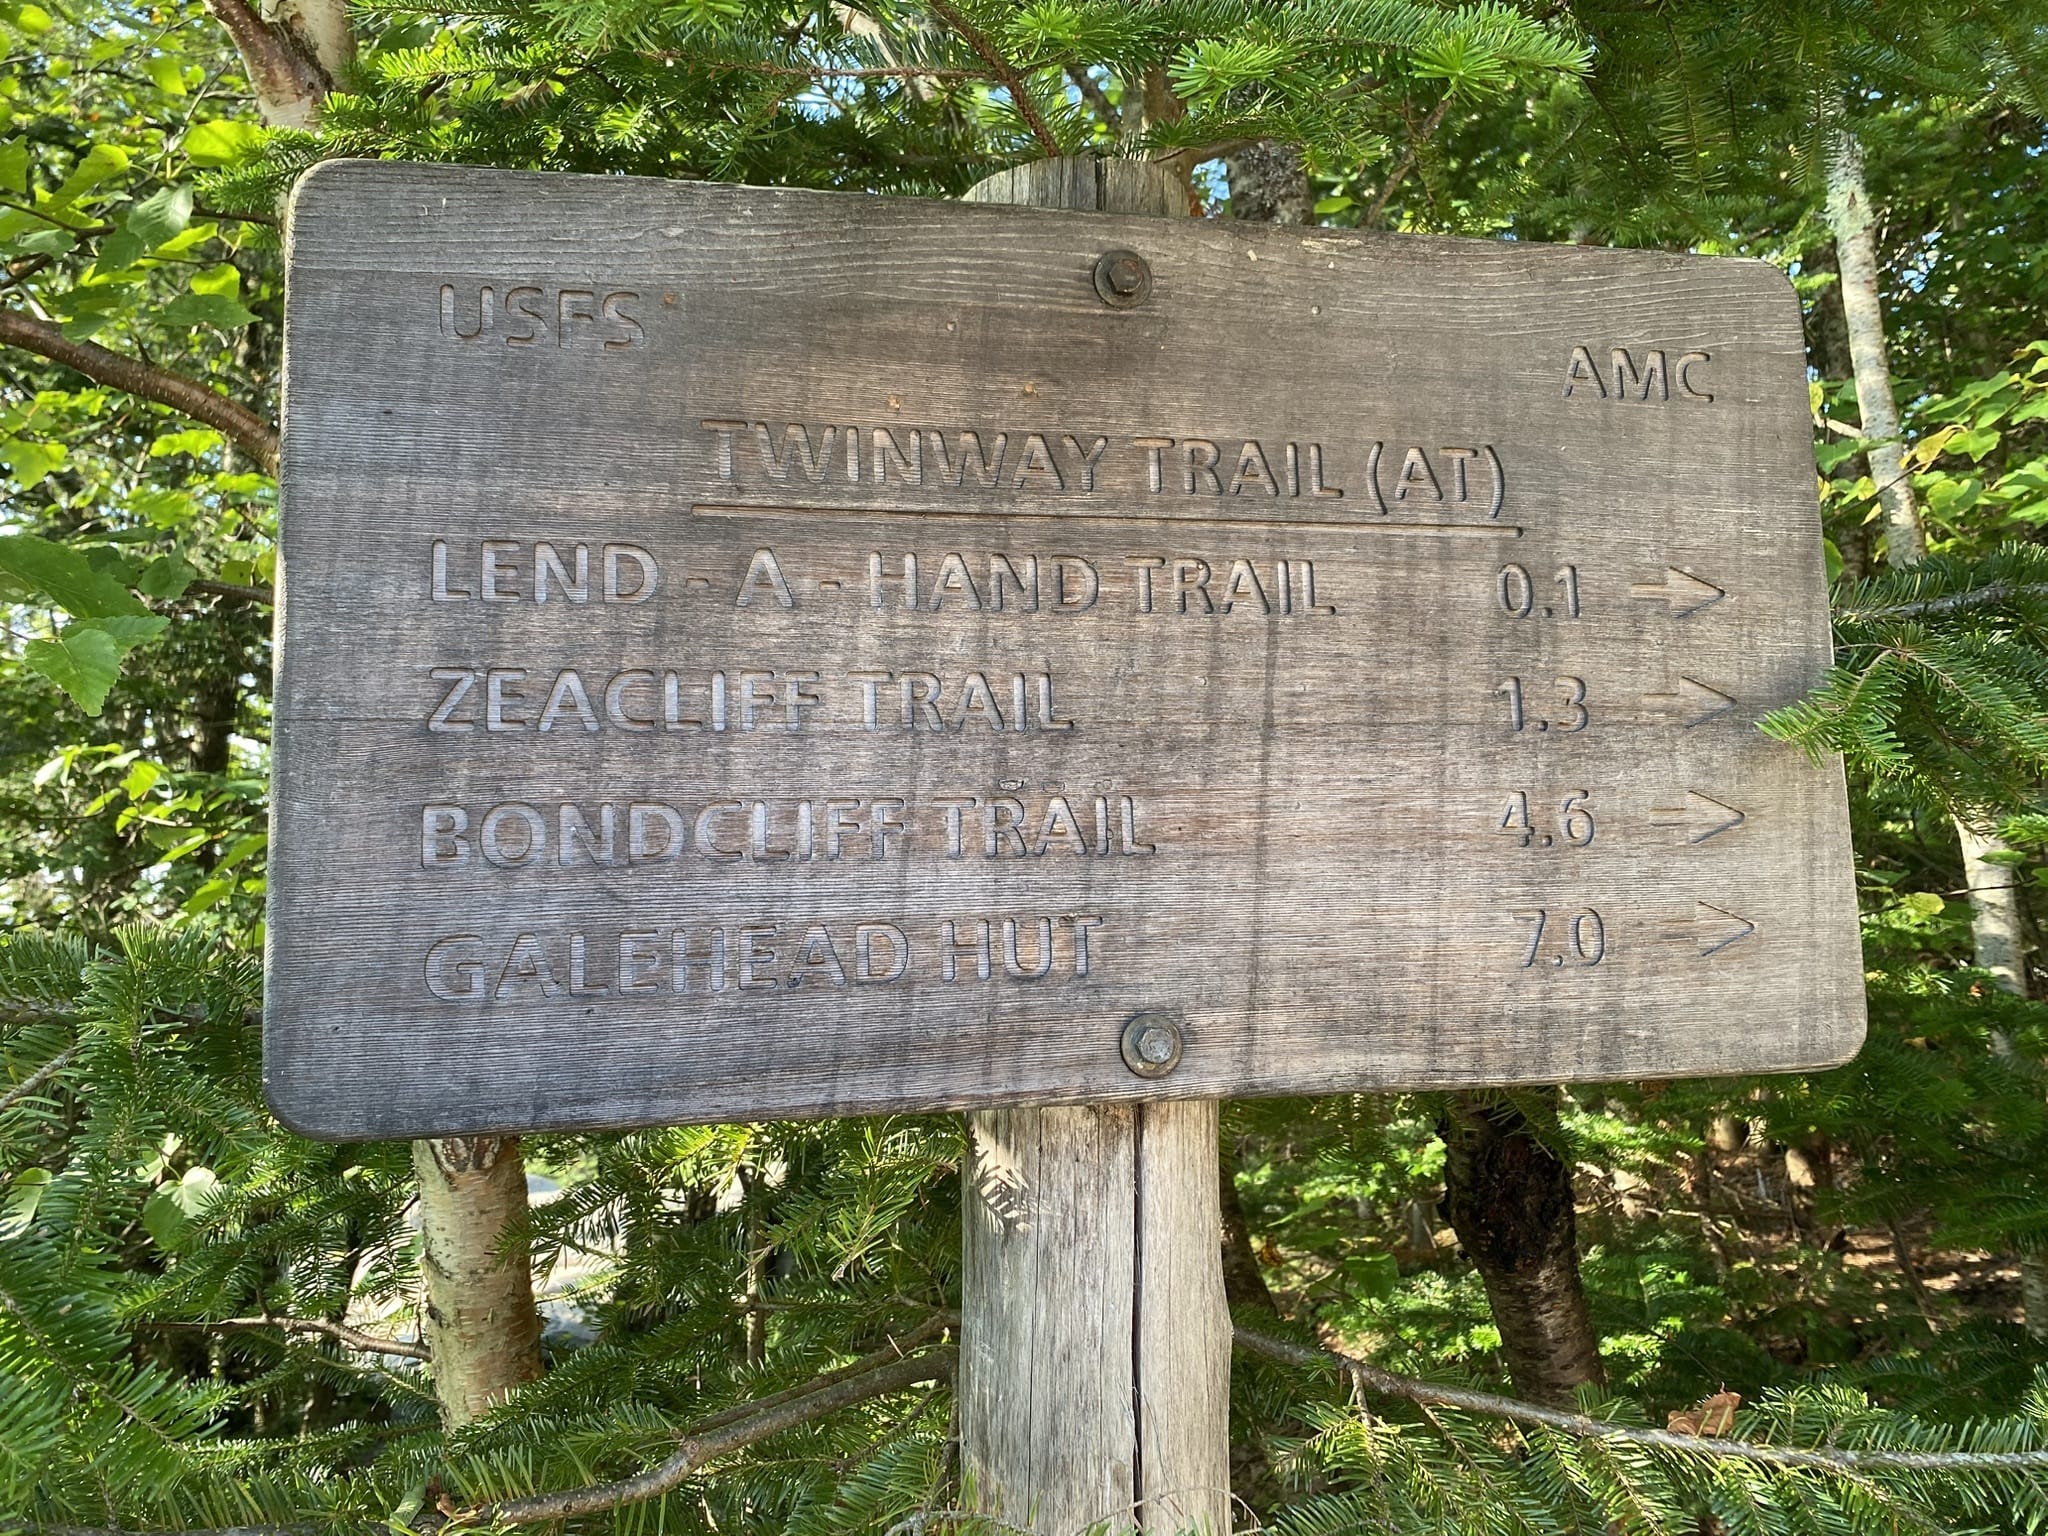 USFS
AMC
TWINWAY TRAIL (AT)
LEND - A - HAND TRAIL 0.1 →
ZEACLIFF TRAIL 1.3 →
BONDCLIFF TRAIL 4.6 →
GALEHEAD HUT 7.0 →